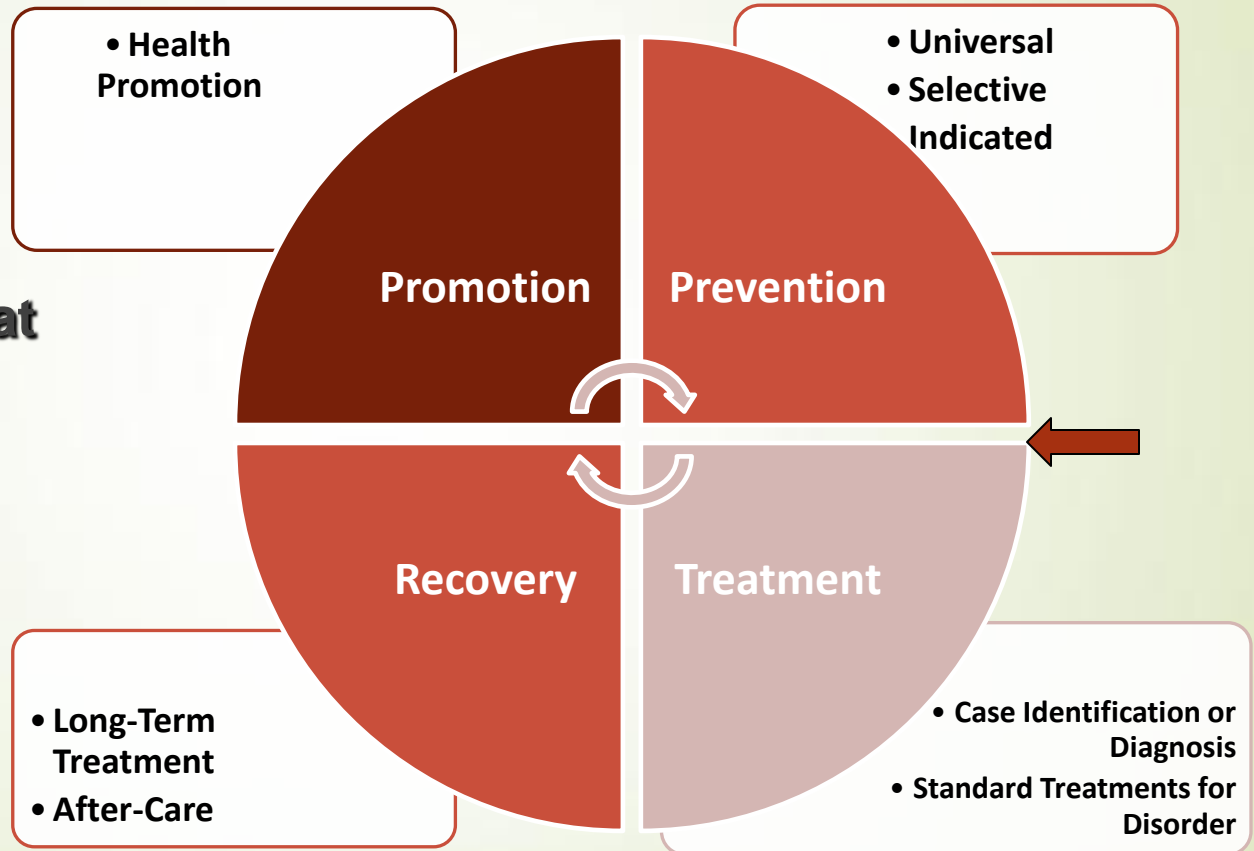 • Health
Promotion
• Universal
• Selective
Indicated
Promotion
Prevention
at
Recovery
Treatment
• Long-Term
Treatment
• After-Care
• Case Identification or
Diagnosis
• Standard Treatments for
Disorder